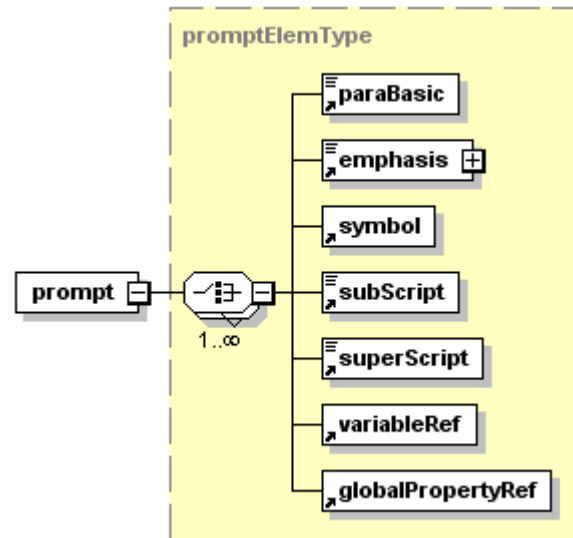 promptElemType
paraBasic
emphasis
symbol
prompt
subScript
1..∞
superScript
variableRef
globalPropertyRef